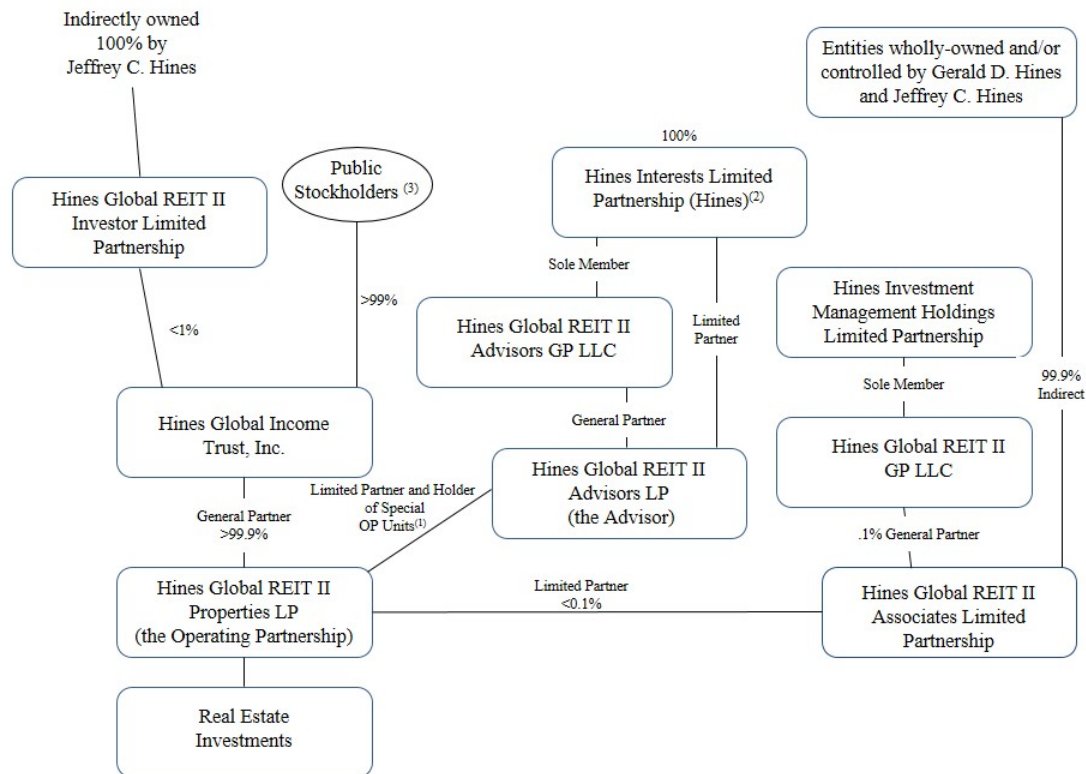 Indirectly owned
100% by
Jeffrey C. Hines
Entities wholly-owned and/or
controlled by Gerald D. Hines
and Jeffrey C. Hines
100%
Public
Stockholders (3)
Hines Interests Limited
Partnership (Hines)(2)
Hines Global REIT II
Investor Limited
Partnership
Sole Member
>99%
Hines Investment
Management Holdings
Limited Partnership
<1%
Hines Global REIT II
Advisors GP LLC
Limited
Partner
99.9%
Indirect
Sole Member
Hines Global Income
Trust, Inc.
General Partner
Hines Global REIT II
GP LLC
Hines Global REIT II
Advisors LP
(the Advisor)
Limited Partner and Holder
of Special
OP Units(1)
General Partner
>99.9%
.1% General Partner
Hines Global REIT II
Properties LP
(the Operating Partnership)
Limited Partner
<0.1%
Hines Global REIT II
Associates Limited
Partnership
Real Estate
Investments